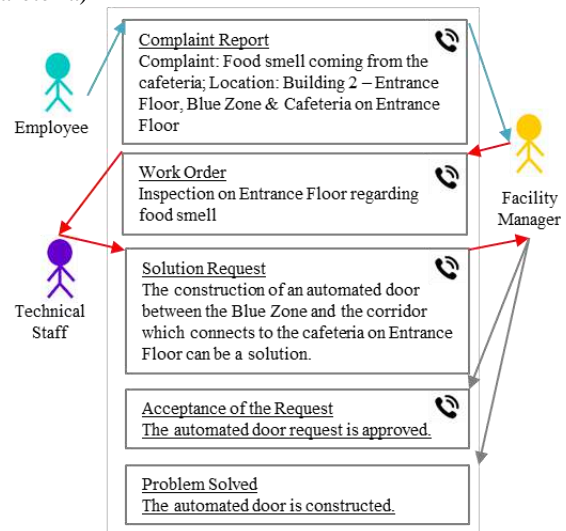 Complaint Report
Complaint: Food smell coming from the
cafeteria; Location: Building 2 – Entrance
Floor, Blue Zone & Cafeteria on Entrance
Floor
Employee
Work Order
Inspection on Entrance Floor regarding
food smell
Facility
Manager
Solution Request
The construction of an automated door
between the Blue Zone and the corridor
which connects to the cafeteria on Entrance
Floor can be a solution.
Technical
Staff
Acceptance of the Request
The automated door request is approved.
Problem Solved
The automated door is constructed.